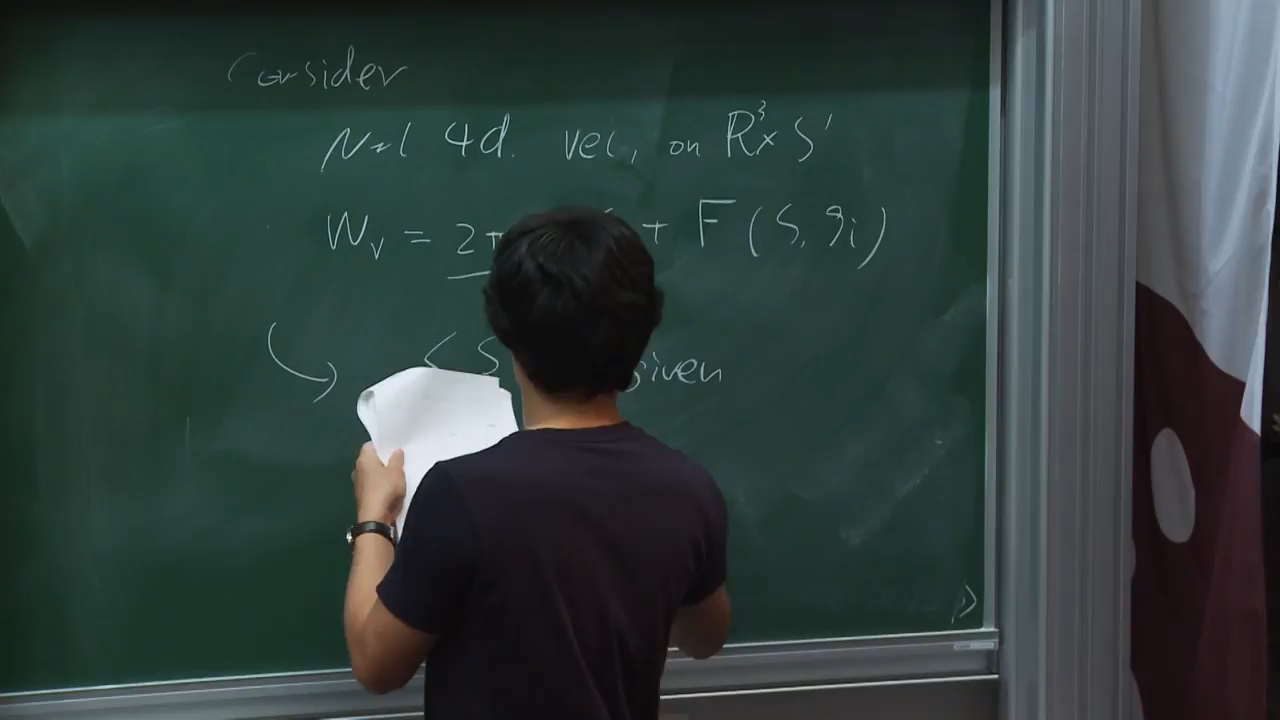 Consider
N=1 4d. vec, on R³× S¹
W_V = 2π + F (S, g_i)
< S given